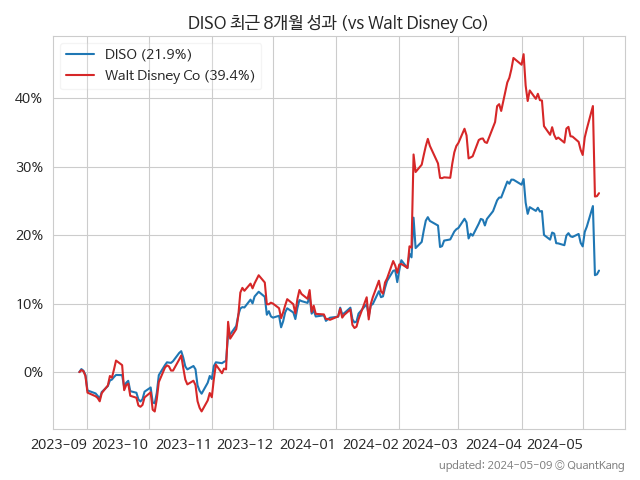 DISO 최근 8개월 성과 (vs Walt Disney Co)
DISO (21.9%)
Walt Disney Co (39.4%)
40%
30%
20%
10%
0%
2023-09 2023-10 2023-11 2023-12 2024-01 2024-02 2024-03 2024-04 2024-05
updated: 2024-05-09 © QuantKang